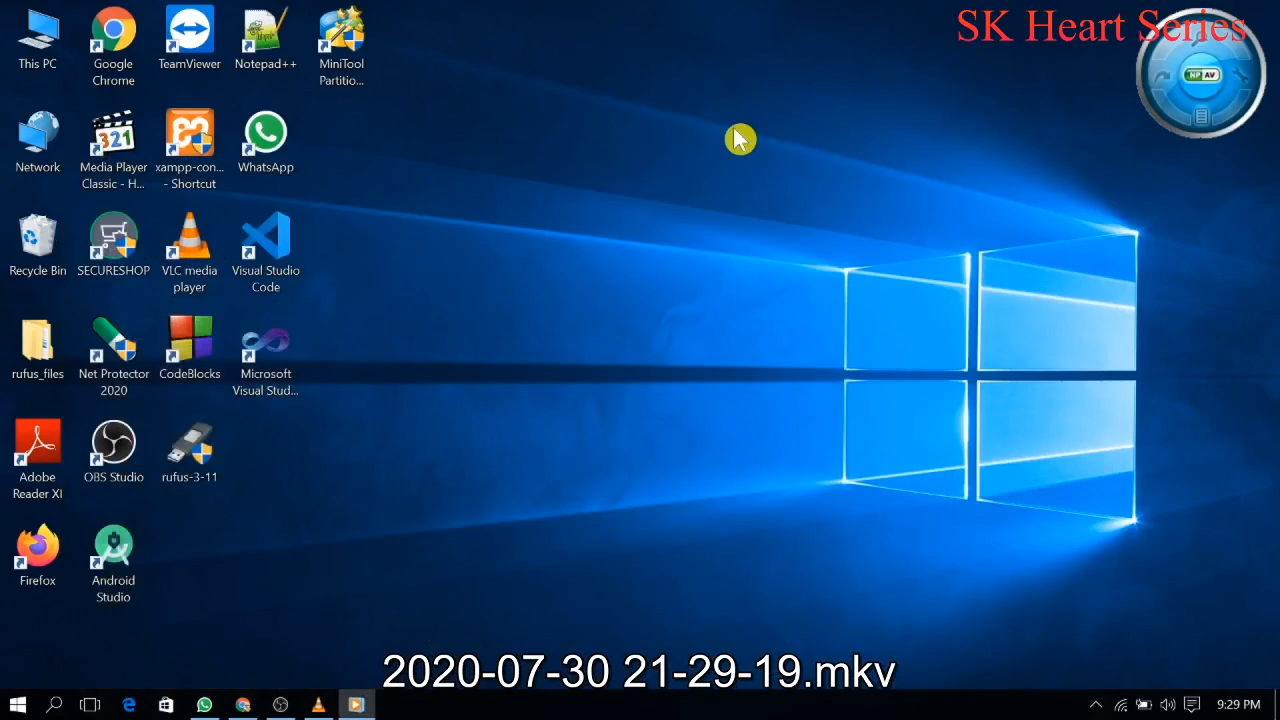 SK Heart Series
This PC
Google
Chrome
TeamViewer
Notepad++
MiniTool
Partitio...
NP AV
Network
Media Player
Classic - H...
xampp-con...
- Shortcut
WhatsApp
321
Recycle Bin
SECURESHOP
VLC media
player
Visual Studio
Code
rufus_files
Net Protector
2020
CodeBlocks
Microsoft
Visual Stud...
Adobe
Reader XI
OBS Studio
rufus-3-11
Firefox
Android
Studio
2020-07-30 21-29-19.mkv
9:29 PM